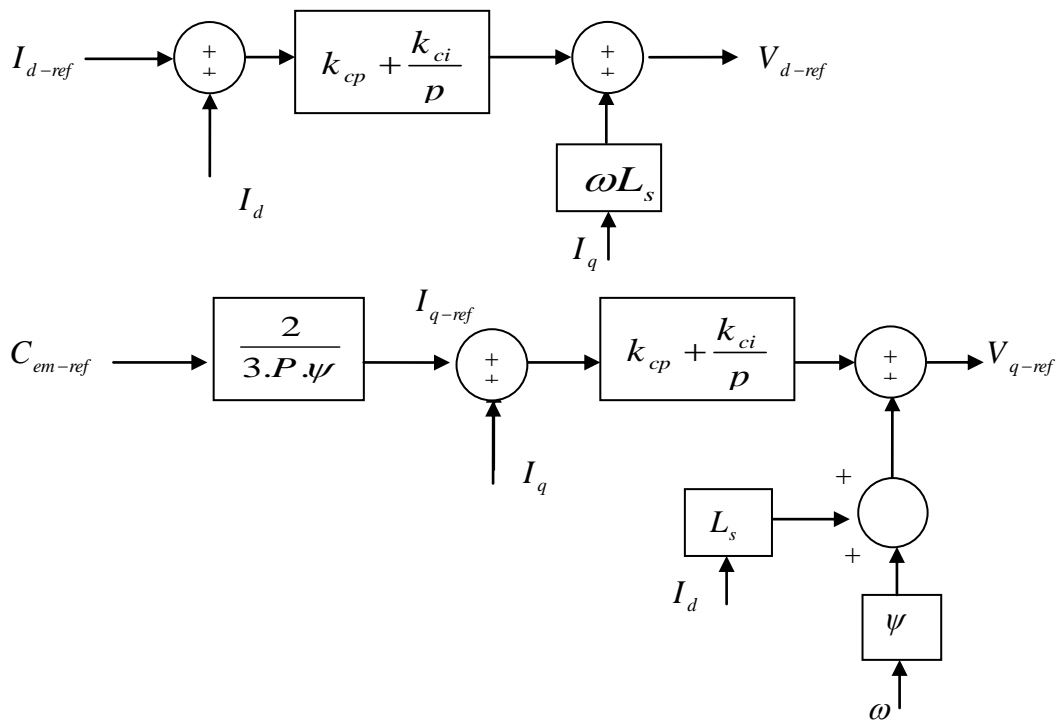 I_{d-ref}
+
+
k_{cp} + \frac{k_{ci}}{p}
+
+
V_{d-ref}
I_d
ωL_s
I_q
C_{em-ref}
\frac{2}{3.P.ψ}
I_{q-ref}
+
+
k_{cp} + \frac{k_{ci}}{p}
+
+
V_{q-ref}
I_q
+
L_s
+
I_d
ψ
ω